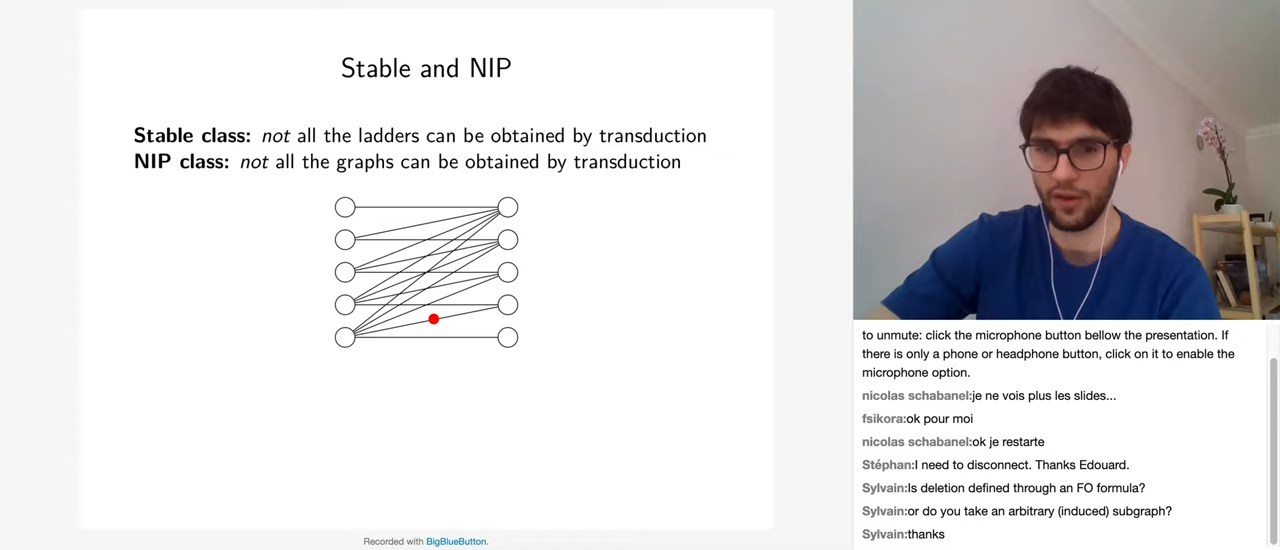 Stable and NIP
Stable class: not all the ladders can be obtained by transduction
NIP class: not all the graphs can be obtained by transduction
Recorded with BigBlueButton.
to unmute: click the microphone button bellow the presentation. If
there is only a phone or headphone button, click on it to enable the
microphone option.
nicolas schabanel:je ne vois plus les slides...
fsikora:ok pour moi
nicolas schabanel:ok je restarte
Stéphan:I need to disconnect. Thanks Edouard.
Sylvain:Is deletion defined through an FO formula?
Sylvain:or do you take an arbitrary (induced) subgraph?
Sylvain:thanks